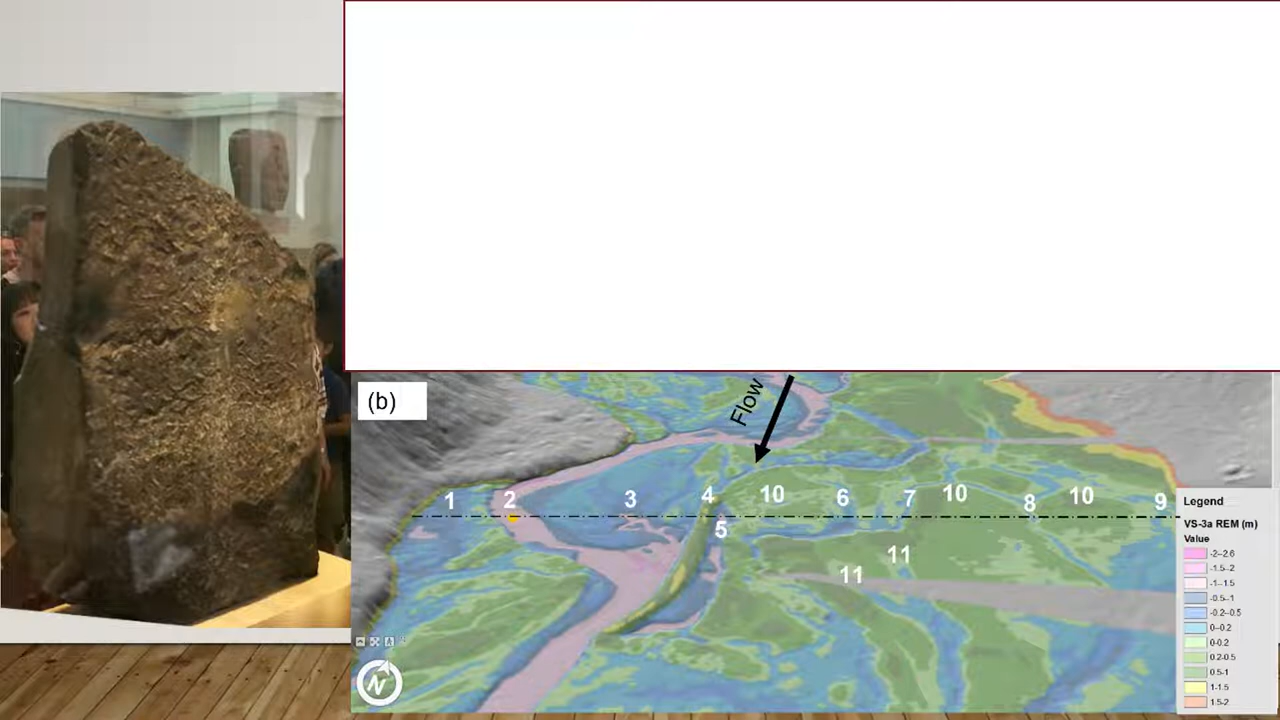 (b)
Flow
1 2 3 4 10 6 7 10 8 10 9
5
11
11
N
Legend
VS-3a REM (m)
Value
-2--2.6
-1.5--2
-1--1.5
-0.5--1
-0.2--0.5
0--0.2
0-0.2
0.2-0.5
0.5-1
1-1.5
1.5-2